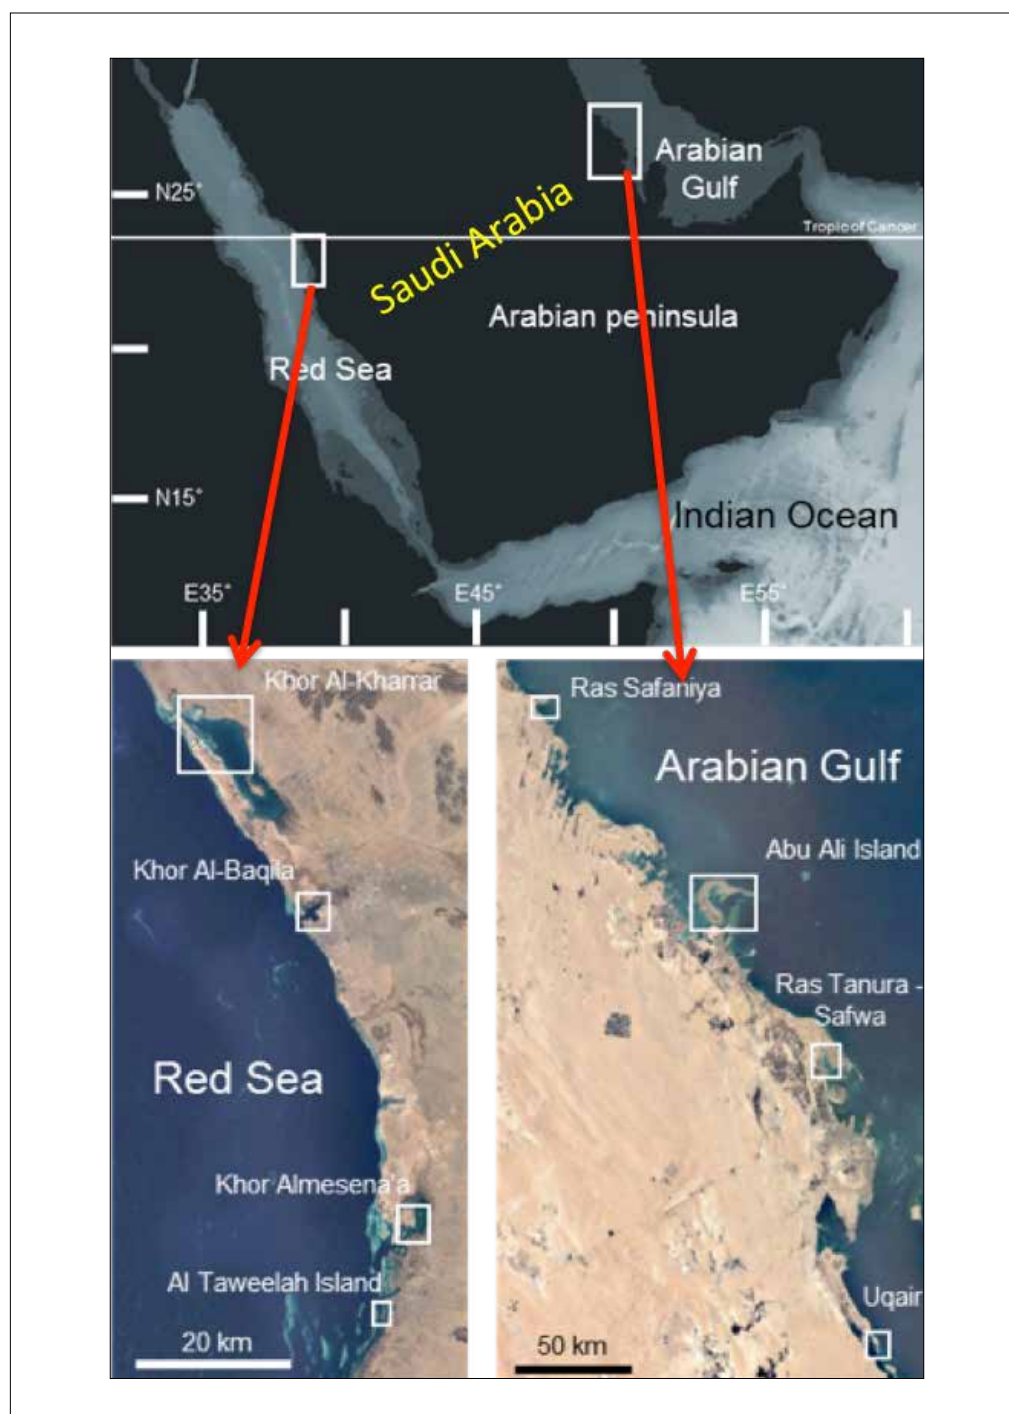 Arabian
Gulf
N25°
Tropic of Cancer
Saudi Arabia
Arabian peninsula
Red Sea
N15°
Indian Ocean
E35°
E45°
E55°
Khor Al-Kharrar
Khor Al-Baqila
Red Sea
Khor Almesena'a
Al Taweelah Island
20 km
Ras Safaniya
Arabian Gulf
Abu Ali Island
Ras Tanura -
Safwa
Uqair
50 km